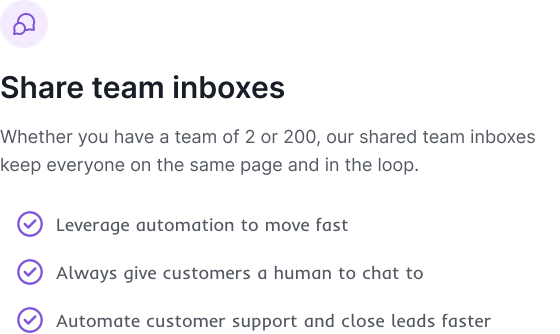 Share team inboxes
Whether you have a team of 2 or 200, our shared team inboxes
keep everyone on the same page and in the loop.
Leverage automation to move fast
Always give customers a human to chat to
Automate customer support and close leads faster